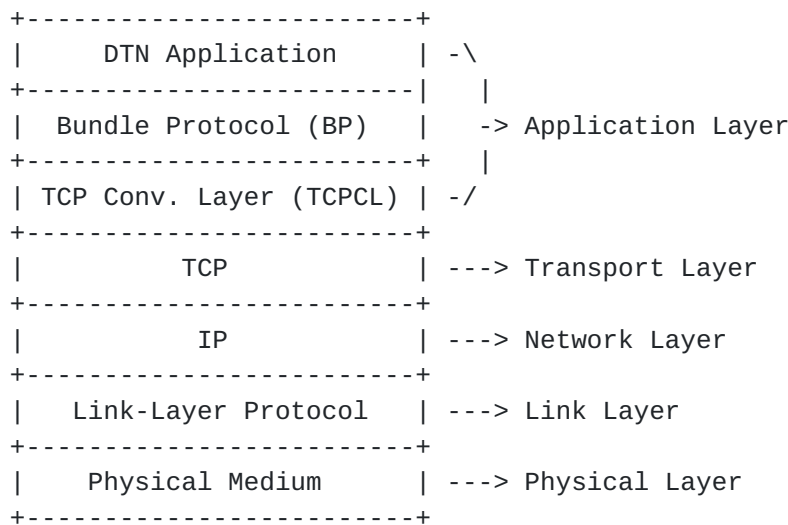 +-------------------------+
|     DTN Application     | -\
+-------------------------|   |
|  Bundle Protocol (BP)   |   -> Application Layer
+-------------------------+   |
| TCP Conv. Layer (TCPCL) | -/
+-------------------------+
|          TCP            | ---> Transport Layer
+-------------------------+
|           IP            | ---> Network Layer
+-------------------------+
|   Link-Layer Protocol   | ---> Link Layer
+-------------------------+
|    Physical Medium      | ---> Physical Layer
+-------------------------+